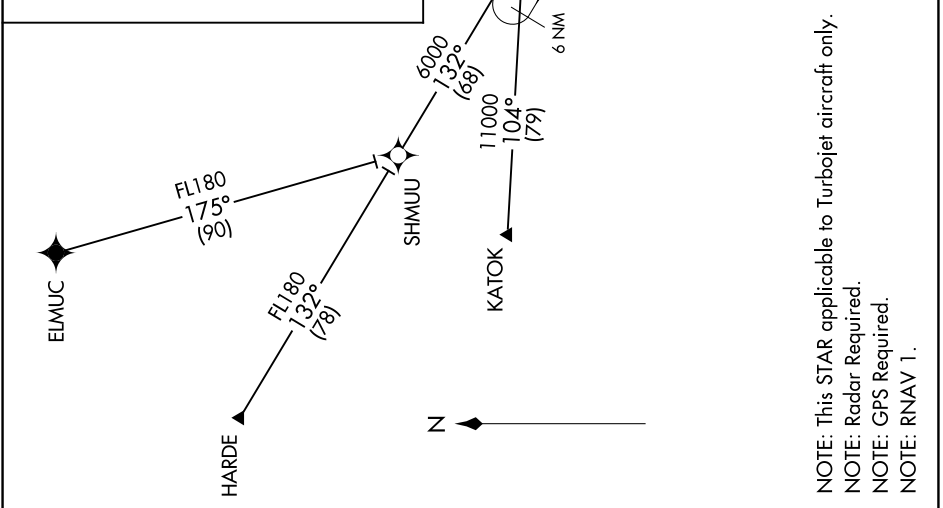 6 NM
6000
132°
(68)
11000
104°
(79)
FL180
175°
(90)
SHMUU
KATOK
ELMUC
FL180
132°
(78)
HARDE
N
NOTE: This STAR applicable to Turbojet aircraft only.
NOTE: Radar Required.
NOTE: GPS Required.
NOTE: RNAV 1.